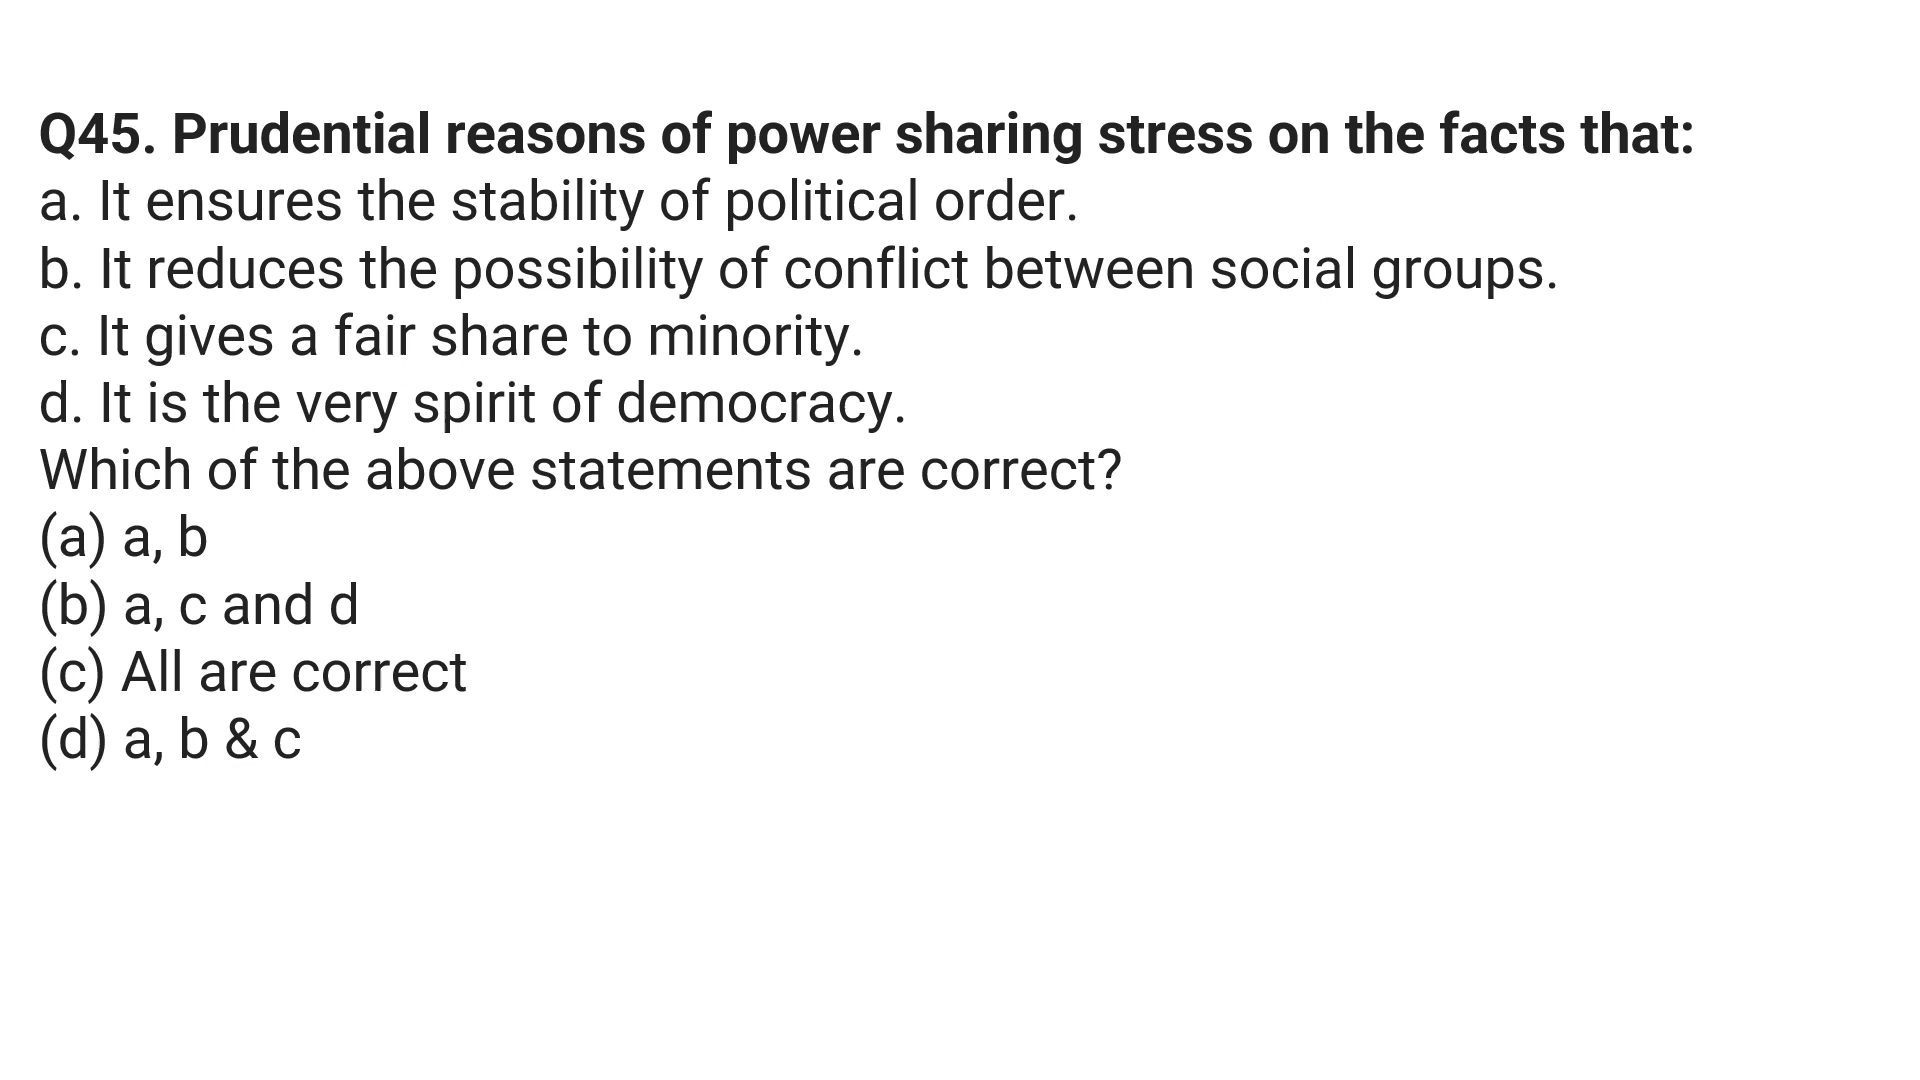 Q45. Prudential reasons of power sharing stress on the facts that:
a. It ensures the stability of political order.
b. It reduces the possibility of conflict between social groups.
c. It gives a fair share to minority.
d. It is the very spirit of democracy.
Which of the above statements are correct?
(a) a, b
(b) a, c and d
(c) All are correct
(d) a, b & c